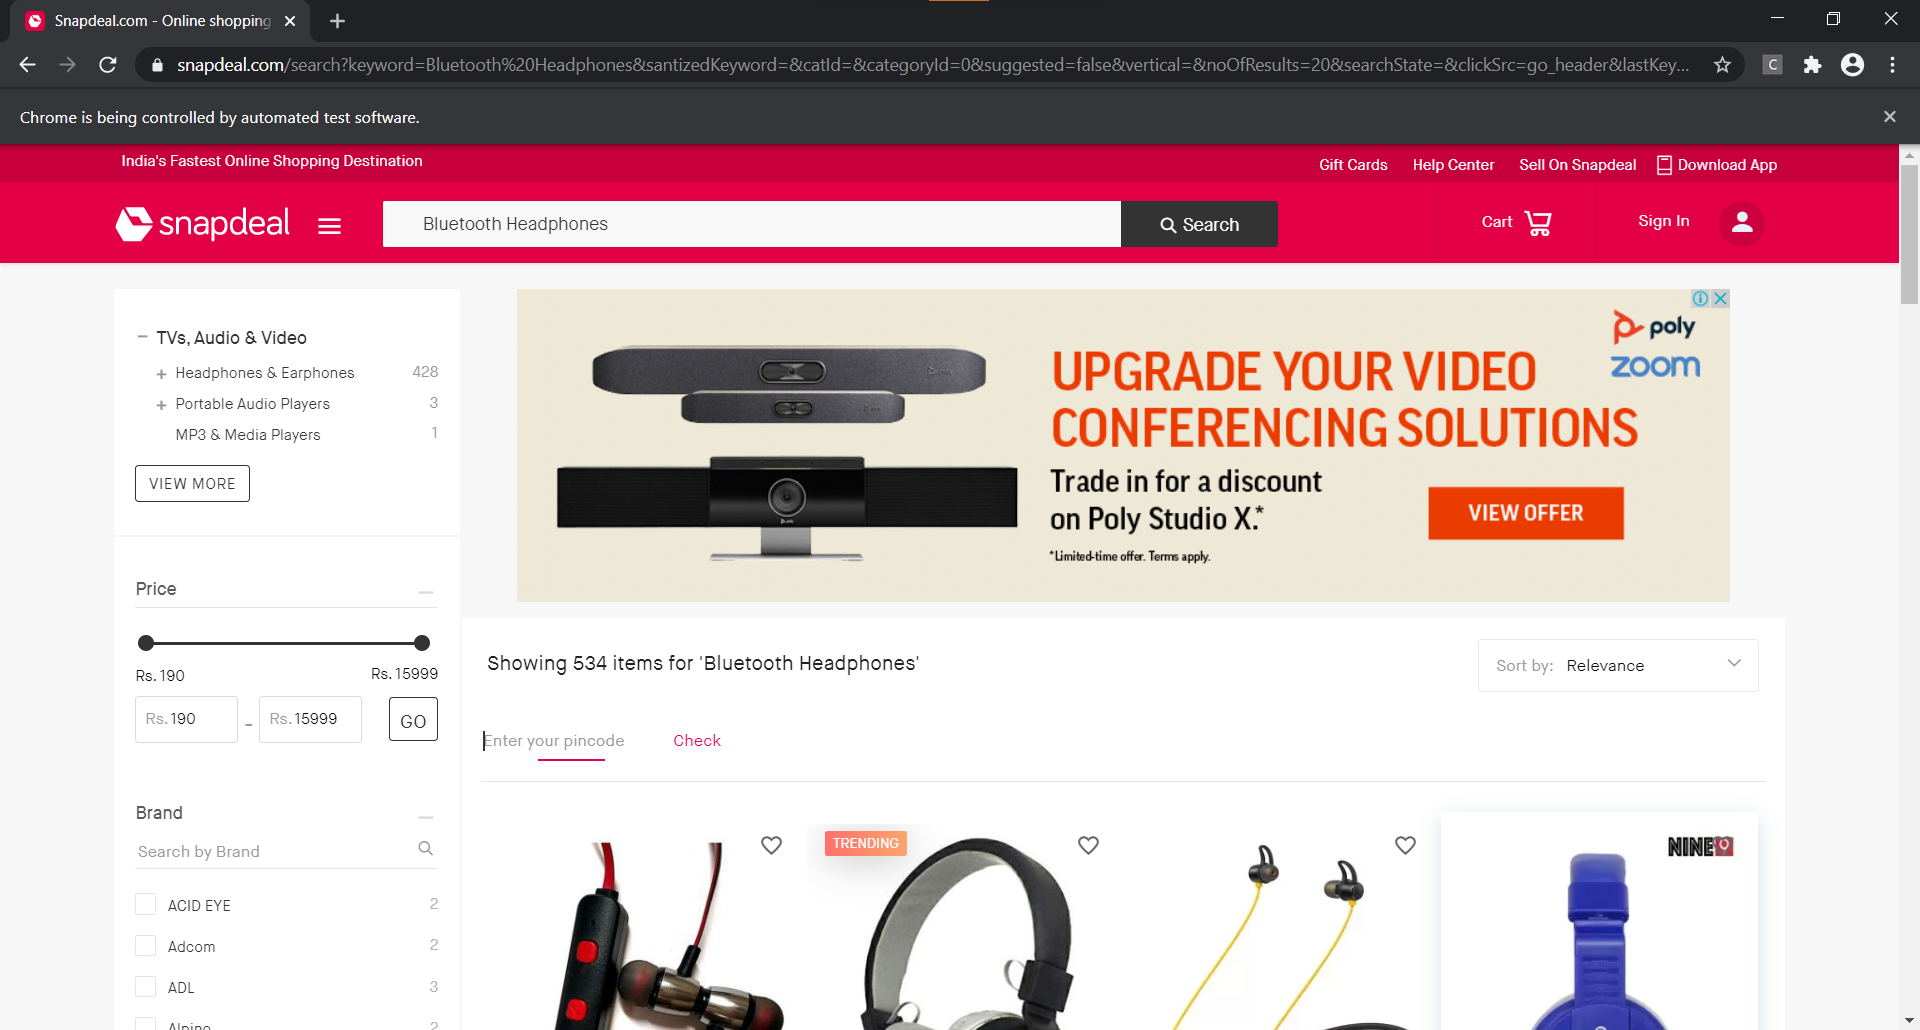 Snapdeal.com - Online shopping
snapdeal.com/search?keyword=Bluetooth%20Headphones&santizedKeyword=&catId=&categoryId=0&suggested=false&vertical=&noOfResults=20&searchState=&clickSrc=go_header&lastKey...
C
Chrome is being controlled by automated test software.
India's Fastest Online Shopping Destination
Gift Cards
Help Center
Sell On Snapdeal
Download App
snapdeal
Bluetooth Headphones
Search
Cart
Sign In
TVs, Audio & Video
Headphones & Earphones 428
Portable Audio Players 3
MP3 & Media Players 1
VIEW MORE
poly
zoom
UPGRADE YOUR VIDEO
CONFERENCING SOLUTIONS
Trade in for a discount
on Poly Studio X.*
*Limited-time offer. Terms apply.
VIEW OFFER
Price
Rs. 190 Rs. 15999
Rs. 190 - Rs. 15999 GO
Showing 534 items for 'Bluetooth Headphones'
Sort by: Relevance
Enter your pincode Check
Brand
Search by Brand
ACID EYE 2
Adcom 2
ADL 3
Alpino 2
TRENDING
NINE9